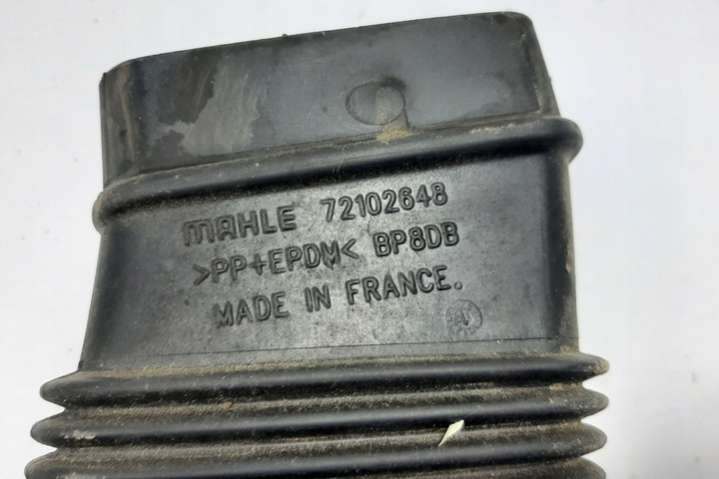 MAHLE 72102648
>PP+EPDM< BP8DB
MADE IN FRANCE.